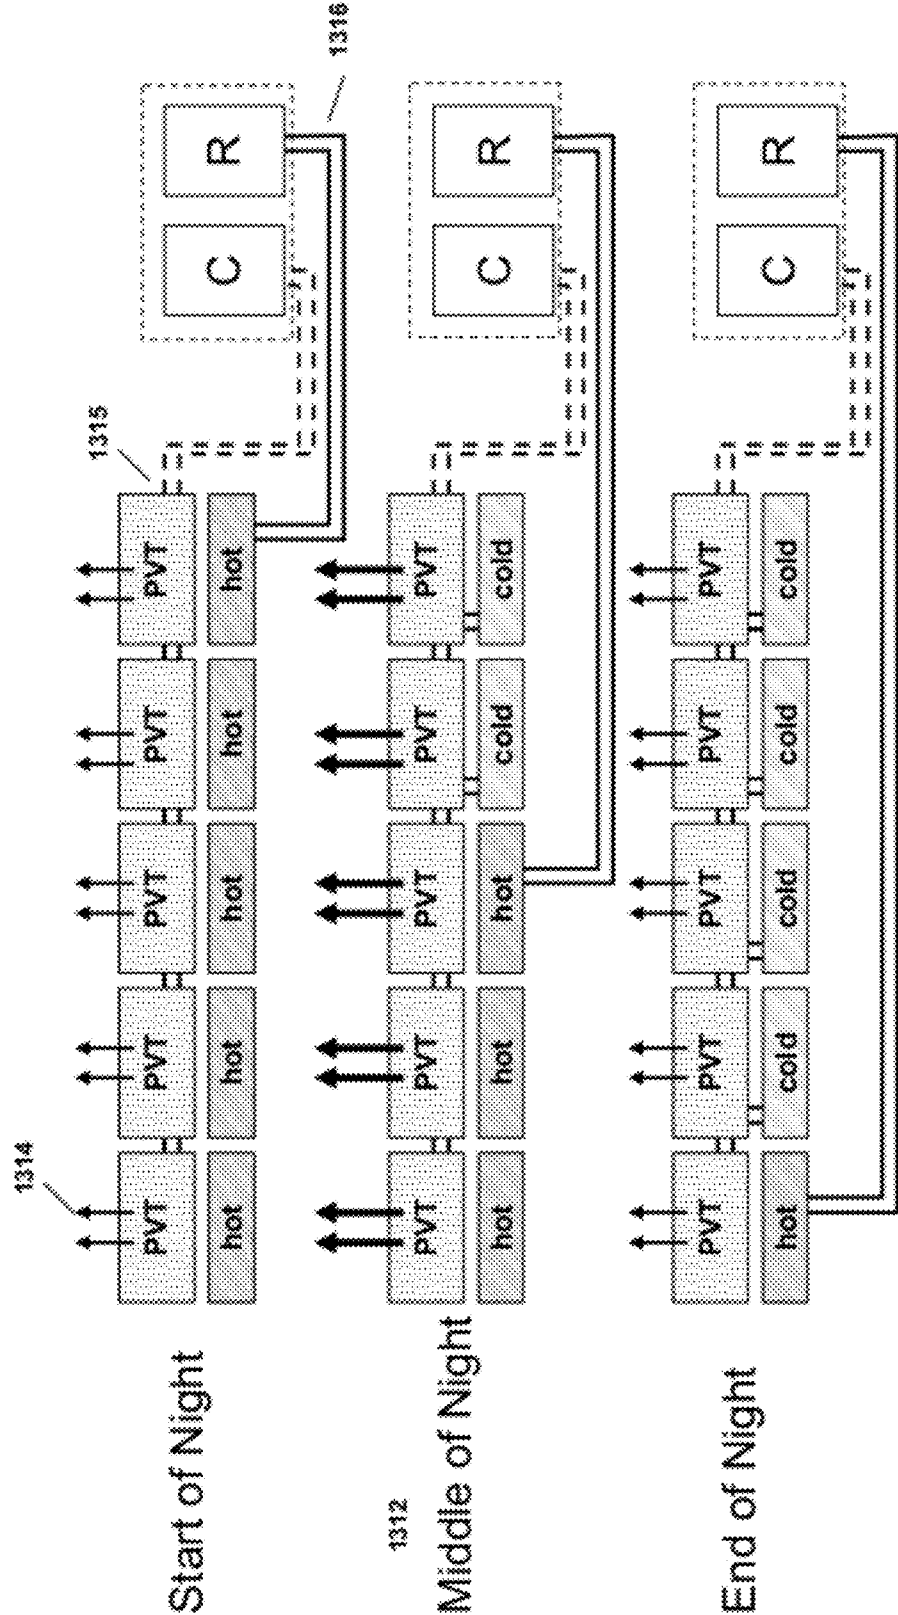 1314
1315
1316
PVT PVT PVT PVT PVT
Start of Night
hot hot hot hot hot
C R
1312
PVT PVT PVT PVT PVT
Middle of Night
hot hot hot cold cold
C R
PVT PVT PVT PVT PVT
End of Night
hot cold cold cold cold
C R